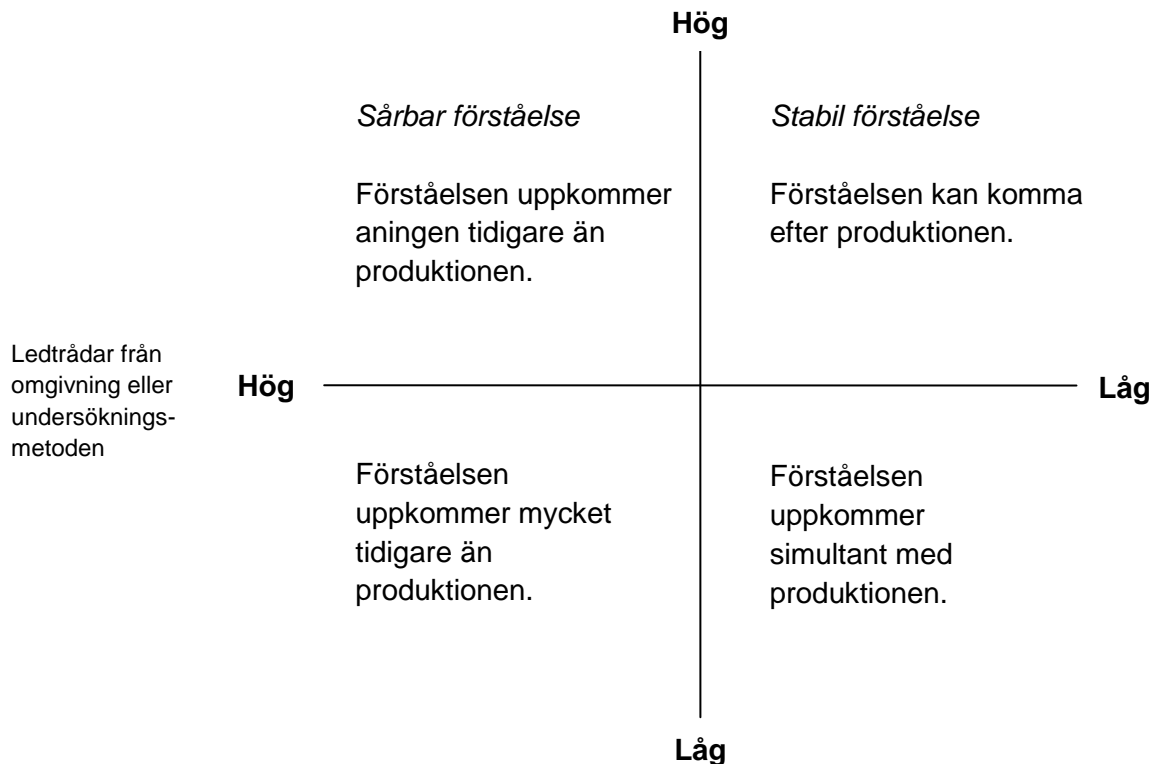 Hög
Sårbar förståelse
Förståelsen uppkommer
aningen tidigare än
produktionen.
Stabil förståelse
Förståelsen kan komma
efter produktionen.
Ledtrådar från
omgivning eller
undersöknings-
metoden
Hög
Låg
Förståelsen
uppkommer mycket
tidigare än
produktionen.
Förståelsen
uppkommer
simultant med
produktionen.
Låg